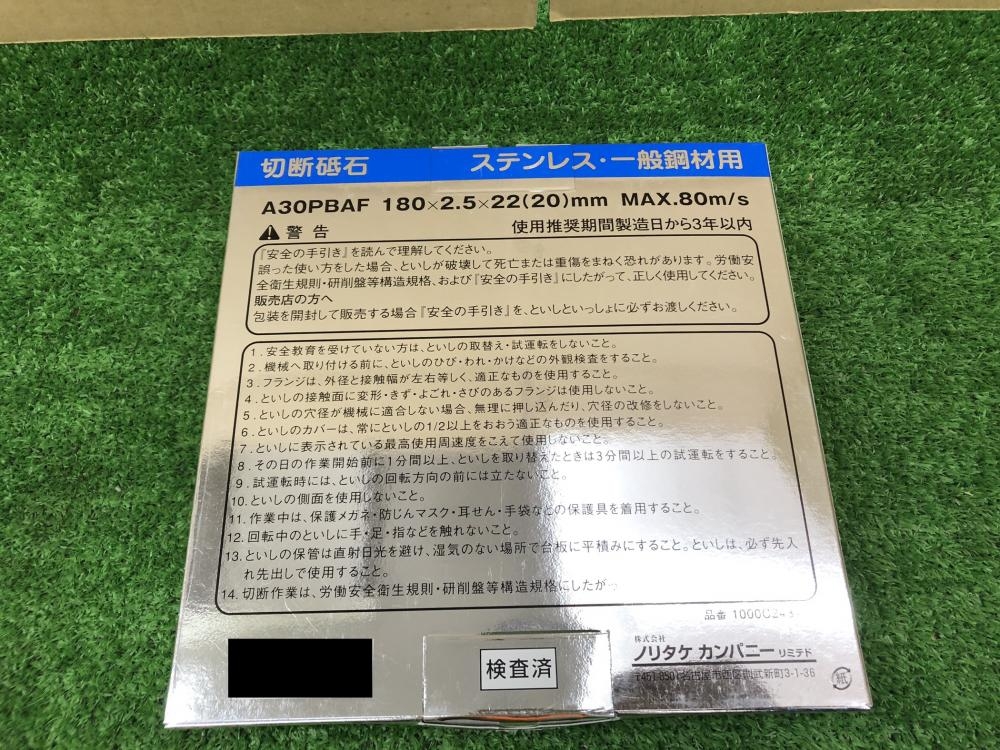 切断砥石 ステンレス・一般鋼材用
A30PBAF 180×2.5×22(20)mm MAX.80m/s
警告 使用推奨期間製造日から3年以内
『安全の手引き』を読んで理解してください。
誤った使い方をした場合、といしが破壊して死亡または重傷をまねく恐れがあります。労働安
全衛生規則・研削盤等構造規格、および『安全の手引き』にしたがって、正しく使用してください。
販売店の方へ
包装を開封して販売する場合『安全の手引き』を、といしといっしょに必ずお渡しください。
1.安全教育を受けていない方は、といしの取替え・試運転をしないこと。
2.機械へ取り付ける前に、といしのひび・われ・かけなどの外観検査をすること。
3.フランジは、外径と接触幅が左右等しく、適正なものを使用すること。
4.といしの接触面に変形・きず・よごれ・さびのあるフランジは使用しないこと。
5.といしの穴径が機械に適合しない場合、無理に押し込んだり、穴径の改修をしないこと。
6.といしのカバーは、常にといしの1/2以上をおおう適正なものを使用すること。
7.といしに表示されている最高使用周速度をこえて使用しないこと。
8.その日の作業開始前に1分間以上、といしを取り替えたときは3分間以上の試運転をすること。
9.試運転時には、といしの回転方向の前には立たないこと。
10.といしの側面を使用しないこと。
11.作業中は、保護メガネ・防じんマスク・耳せん・手袋などの保護具を着用すること。
12.回転中のといしに手・足・指などを触れないこと。
13.といしの保管は直射日光を避け、湿気のない場所で台板に平積みにすること。といしは、必ず先入
れ先出しで使用すること。
14.切断作業は、労働安全衛生規則・研削盤等構造規格にしたがっ
品番
検査済
株式会社
ノリタケ カンパニー リミテド
名古屋市西区則武新町3-1-36
紙